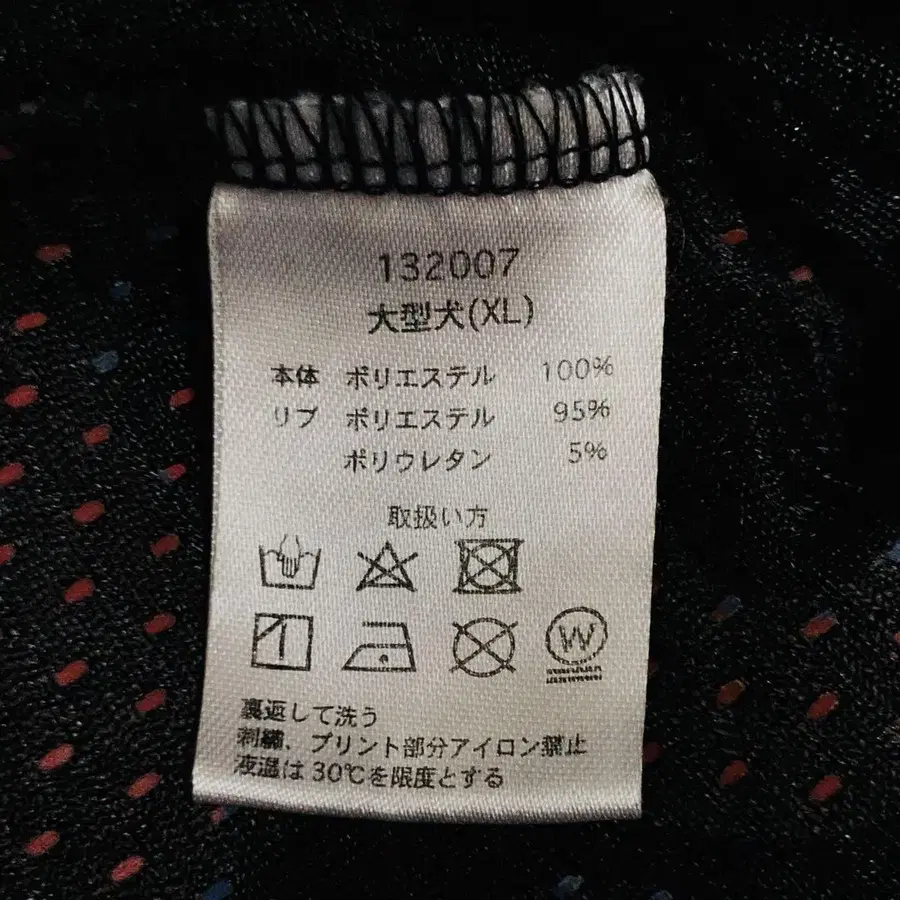 132007
大型犬(XL)
本体 ポリエステル 100%
リブ ポリエステル 95%
ポリウレタン 5%
取扱い方
W
裏返して洗う
刺繍、プリント部分アイロン禁止
液温は30℃を限度とする